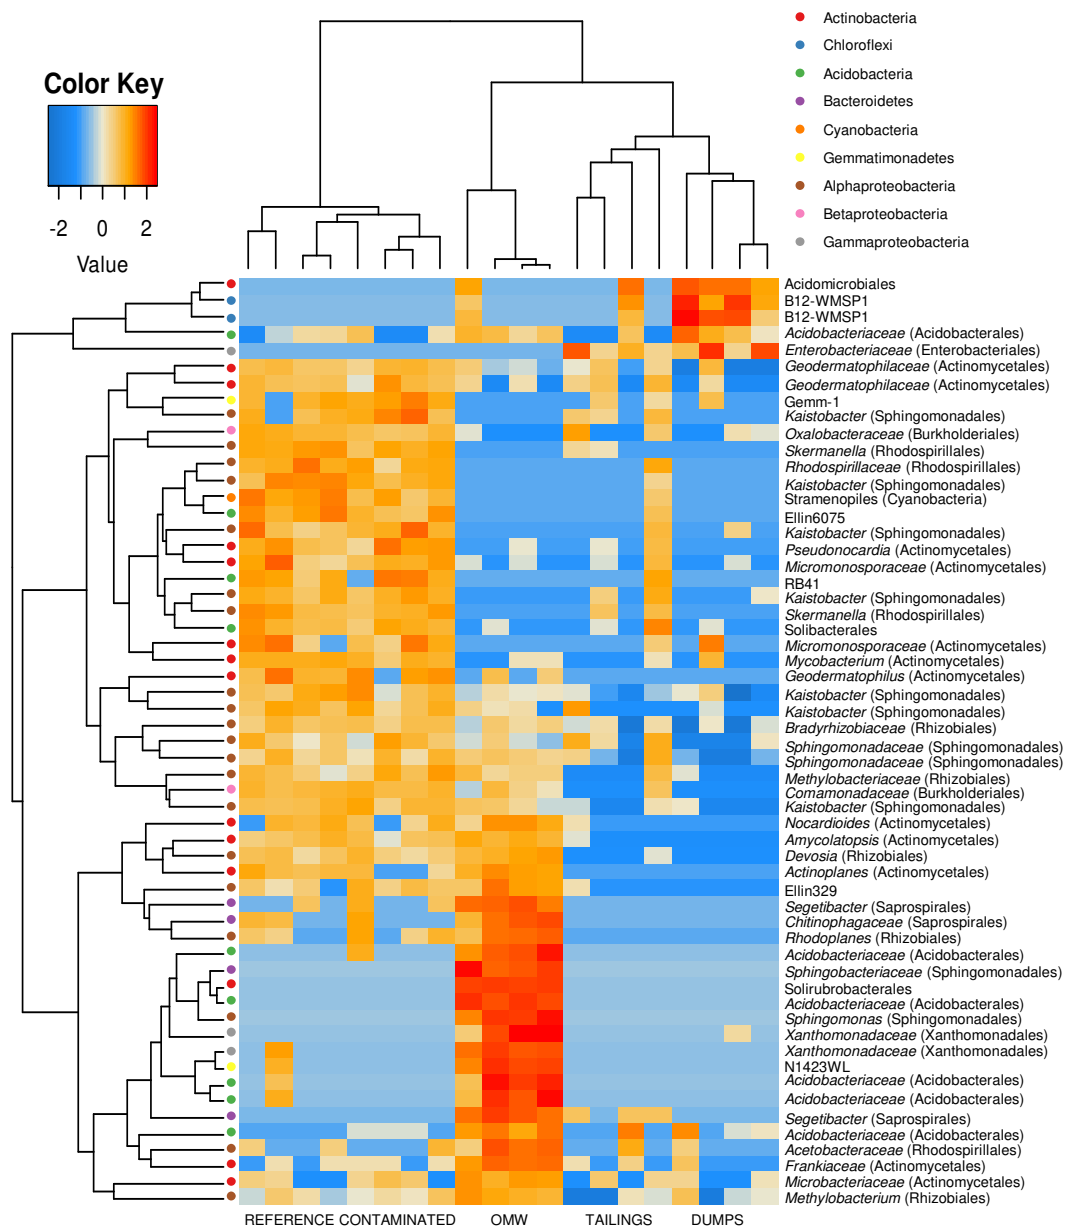 Color Key
-2 0 2
Value
Actinobacteria
Chloroflexi
Acidobacteria
Bacteroidetes
Cyanobacteria
Gemmatimonadetes
Alphaproteobacteria
Betaproteobacteria
Gammaproteobacteria
Acidomicrobiales
B12-WMSP1
B12-WMSP1
Acidobacteriaceae (Acidobacterales)
Enterobacteriaceae (Enterobacteriales)
Geodermatophilaceae (Actinomycetales)
Geodermatophilaceae (Actinomycetales)
Gemm-1
Kaistobacter (Sphingomonadales)
Oxalobacteraceae (Burkholderiales)
Skermanella (Rhodospirillales)
Rhodospirillaceae (Rhodospirillales)
Kaistobacter (Sphingomonadales)
Stramenopiles (Cyanobacteria)
Ellin6075
Kaistobacter (Sphingomonadales)
Pseudonocardia (Actinomycetales)
Micromonosporaceae (Actinomycetales)
RB41
Kaistobacter (Sphingomonadales)
Skermanella (Rhodospirillales)
Solibacterales
Micromonosporaceae (Actinomycetales)
Mycobacterium (Actinomycetales)
Geodermatophilus (Actinomycetales)
Kaistobacter (Sphingomonadales)
Kaistobacter (Sphingomonadales)
Bradyrhizobiaceae (Rhizobiales)
Sphingomonadaceae (Sphingomonadales)
Sphingomonadaceae (Sphingomonadales)
Methylobacteriaceae (Rhizobiales)
Comamonadaceae (Burkholderiales)
Kaistobacter (Sphingomonadales)
Nocardioides (Actinomycetales)
Amycolatopsis (Actinomycetales)
Devosia (Rhizobiales)
Actinoplanes (Actinomycetales)
Ellin329
Segetibacter (Saprospirales)
Chitinophagaceae (Saprospirales)
Rhodoplanes (Rhizobiales)
Acidobacteriaceae (Acidobacterales)
Sphingobacteriaceae (Sphingomonadales)
Solirubrobacterales
Acidobacteriaceae (Acidobacterales)
Sphingomonas (Sphingomonadales)
Xanthomonadaceae (Xanthomonadales)
Xanthomonadaceae (Xanthomonadales)
N1423WL
Acidobacteriaceae (Acidobacterales)
Acidobacteriaceae (Acidobacterales)
Segetibacter (Saprospirales)
Acidobacteriaceae (Acidobacterales)
Acetobacteraceae (Rhodospirillales)
Frankiaceae (Actinomycetales)
Microbacteriaceae (Actinomycetales)
Methylobacterium (Rhizobiales)
REFERENCE CONTAMINATED OMW TAILINGS DUMPS